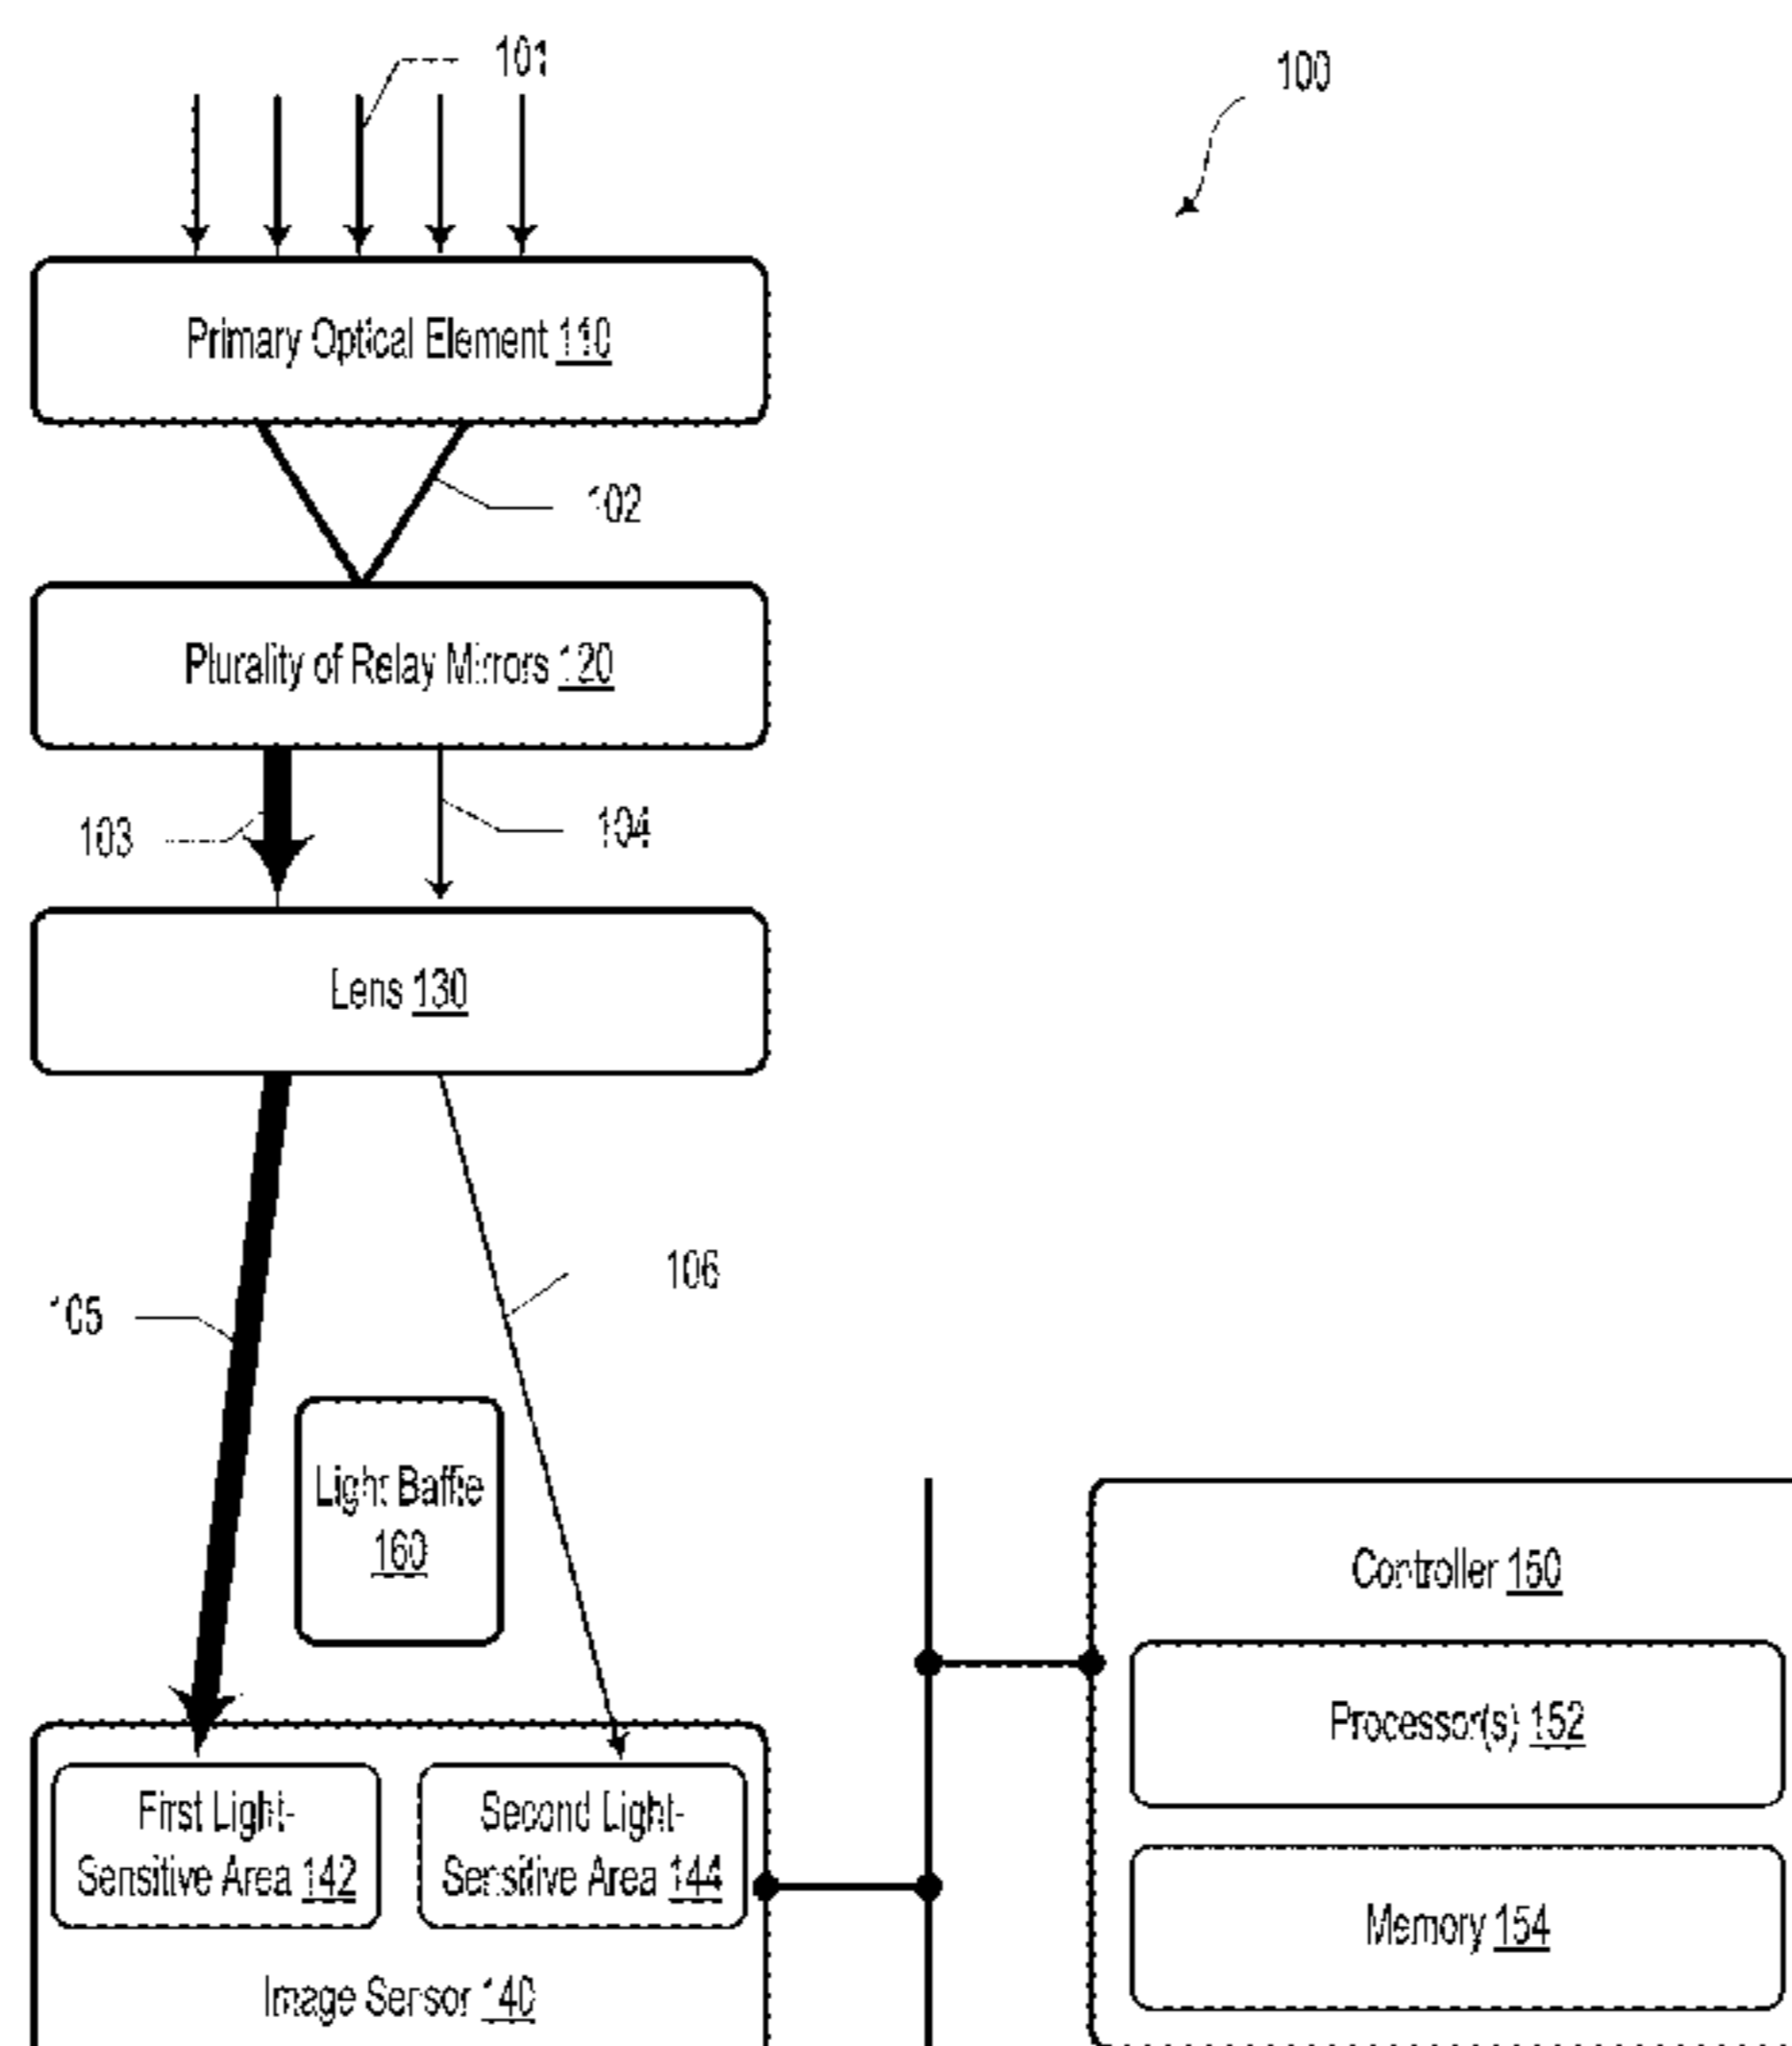 101
100
Primary Optical Element 110
102
Plurality of Relay Mirrors 120
103
104
Lens 130
106
105
Light Baffle
160
Controller 150
Processor(s) 152
First Light-
Sensitive Area 142
Second Light-
Sensitive Area 144
Memory 154
Image Sensor 140